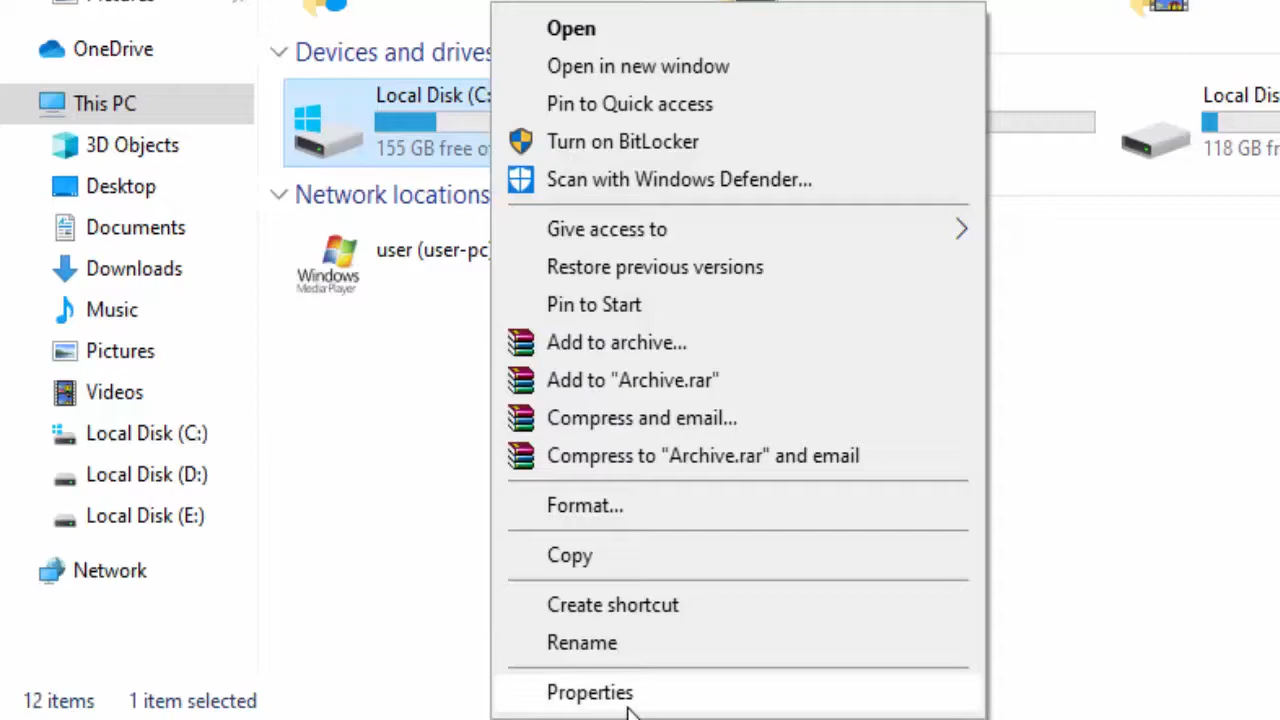 Pictures
OneDrive
This PC
3D Objects
Desktop
Documents
Downloads
Music
Pictures
Videos
Local Disk (C:)
Local Disk (D:)
Local Disk (E:)
Network
12 items
1 item selected
Devices and drives
Local Disk (C:
155 GB free o
Network locations
user (user-pc)
Windows
Media Player
Open
Open in new window
Pin to Quick access
Turn on BitLocker
Scan with Windows Defender...
Give access to
Restore previous versions
Pin to Start
Add to archive...
Add to "Archive.rar"
Compress and email...
Compress to "Archive.rar" and email
Format...
Copy
Create shortcut
Rename
Properties
Local Dis
118 GB fr